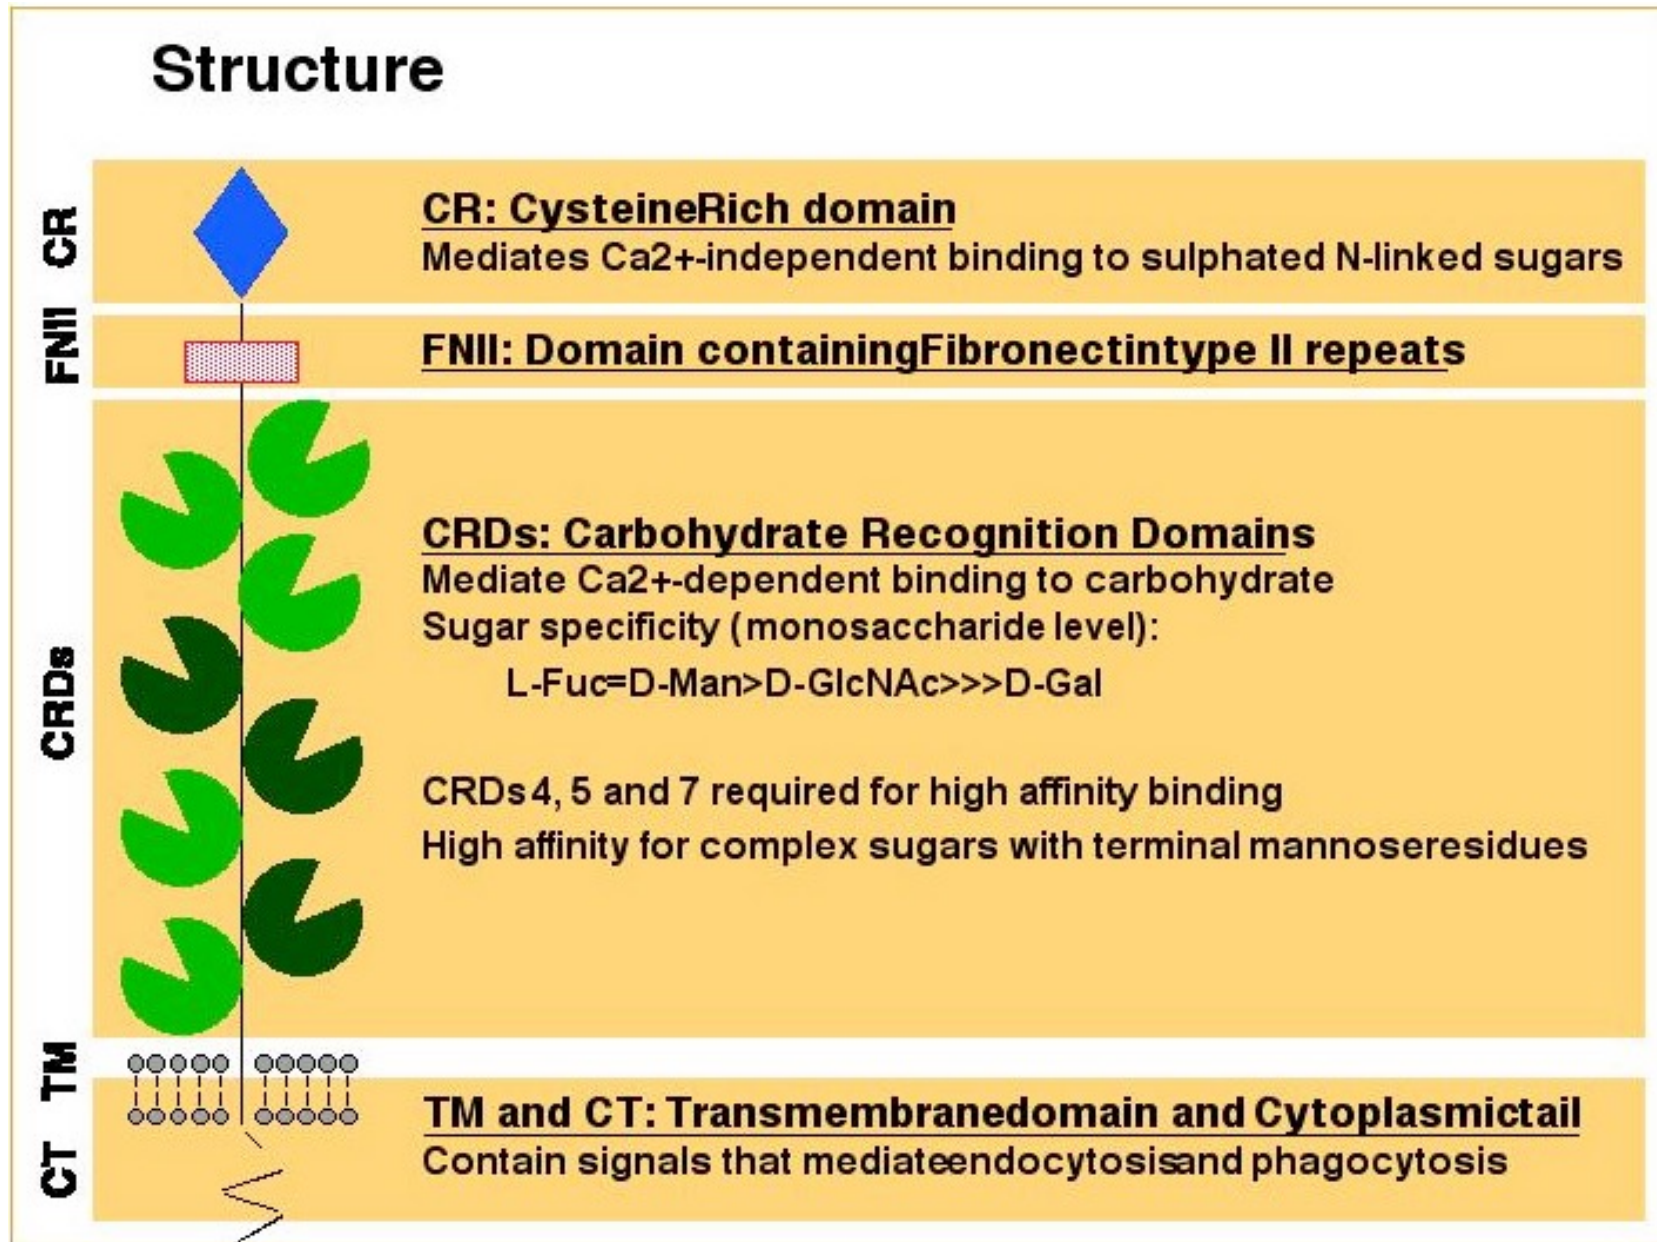 Structure
CR
CR: CysteineRich domain
Mediates Ca2+-independent binding to sulphated N-linked sugars
FNII
FNII: Domain containingFibronectintype II repeats
CRDs
CRDs: Carbohydrate Recognition Domains
Mediate Ca2+-dependent binding to carbohydrate
Sugar specificity (monosaccharide level):
L-Fuc=D-Man>D-GlcNAc>>>D-Gal
CRDs4, 5 and 7 required for high affinity binding
High affinity for complex sugars with terminal mannoseresidues
TM
CT
TM and CT: Transmembranedomain and Cytoplasmictail
Contain signals that mediateendocytosisand phagocytosis